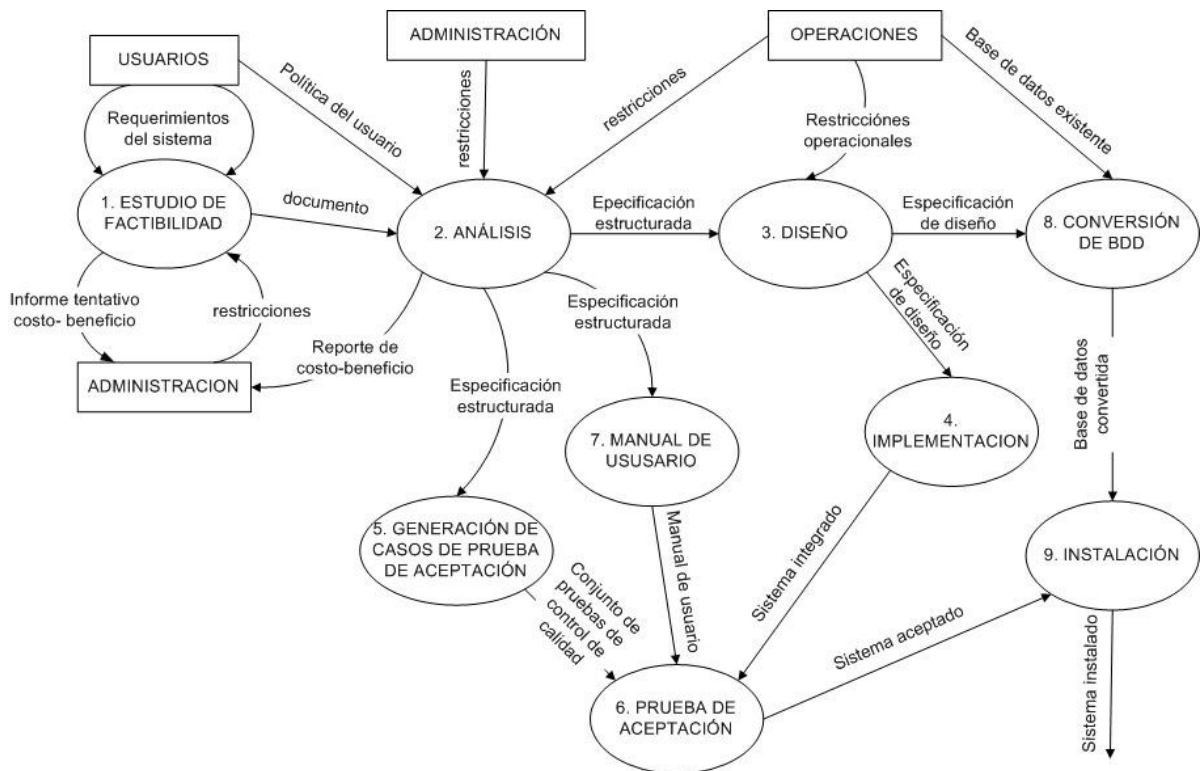 ADMINISTRACIÓN
OPERACIONES
USUARIOS
Política del usuario
restricciones
restricciones
Base de datos existente
Requerimientos
del sistema
Restricciónes
operacionales
1. ESTUDIO DE
FACTIBILIDAD
documento
2. ANÁLISIS
Epecificación
estructurada
3. DISEÑO
Especificación
de diseño
8. CONVERSIÓN
DE BDD
Informe tentativo
costo- beneficio
restricciones
Especificación
estructurada
Especificación
de diseño
Reporte de
costo-beneficio
ADMINISTRACION
Especificación
estructurada
Base de datos
convertida
7. MANUAL DE
USUSARIO
4.
IMPLEMENTACION
5. GENERACIÓN DE
CASOS DE PRUEBA
DE ACEPTACIÓN
9. INSTALACIÓN
Conjunto de
pruebas de
control de
calidad
Manual de usuario
Sistema integrado
Sistema aceptado
Sistema instalado
6. PRUEBA DE
ACEPTACIÓN